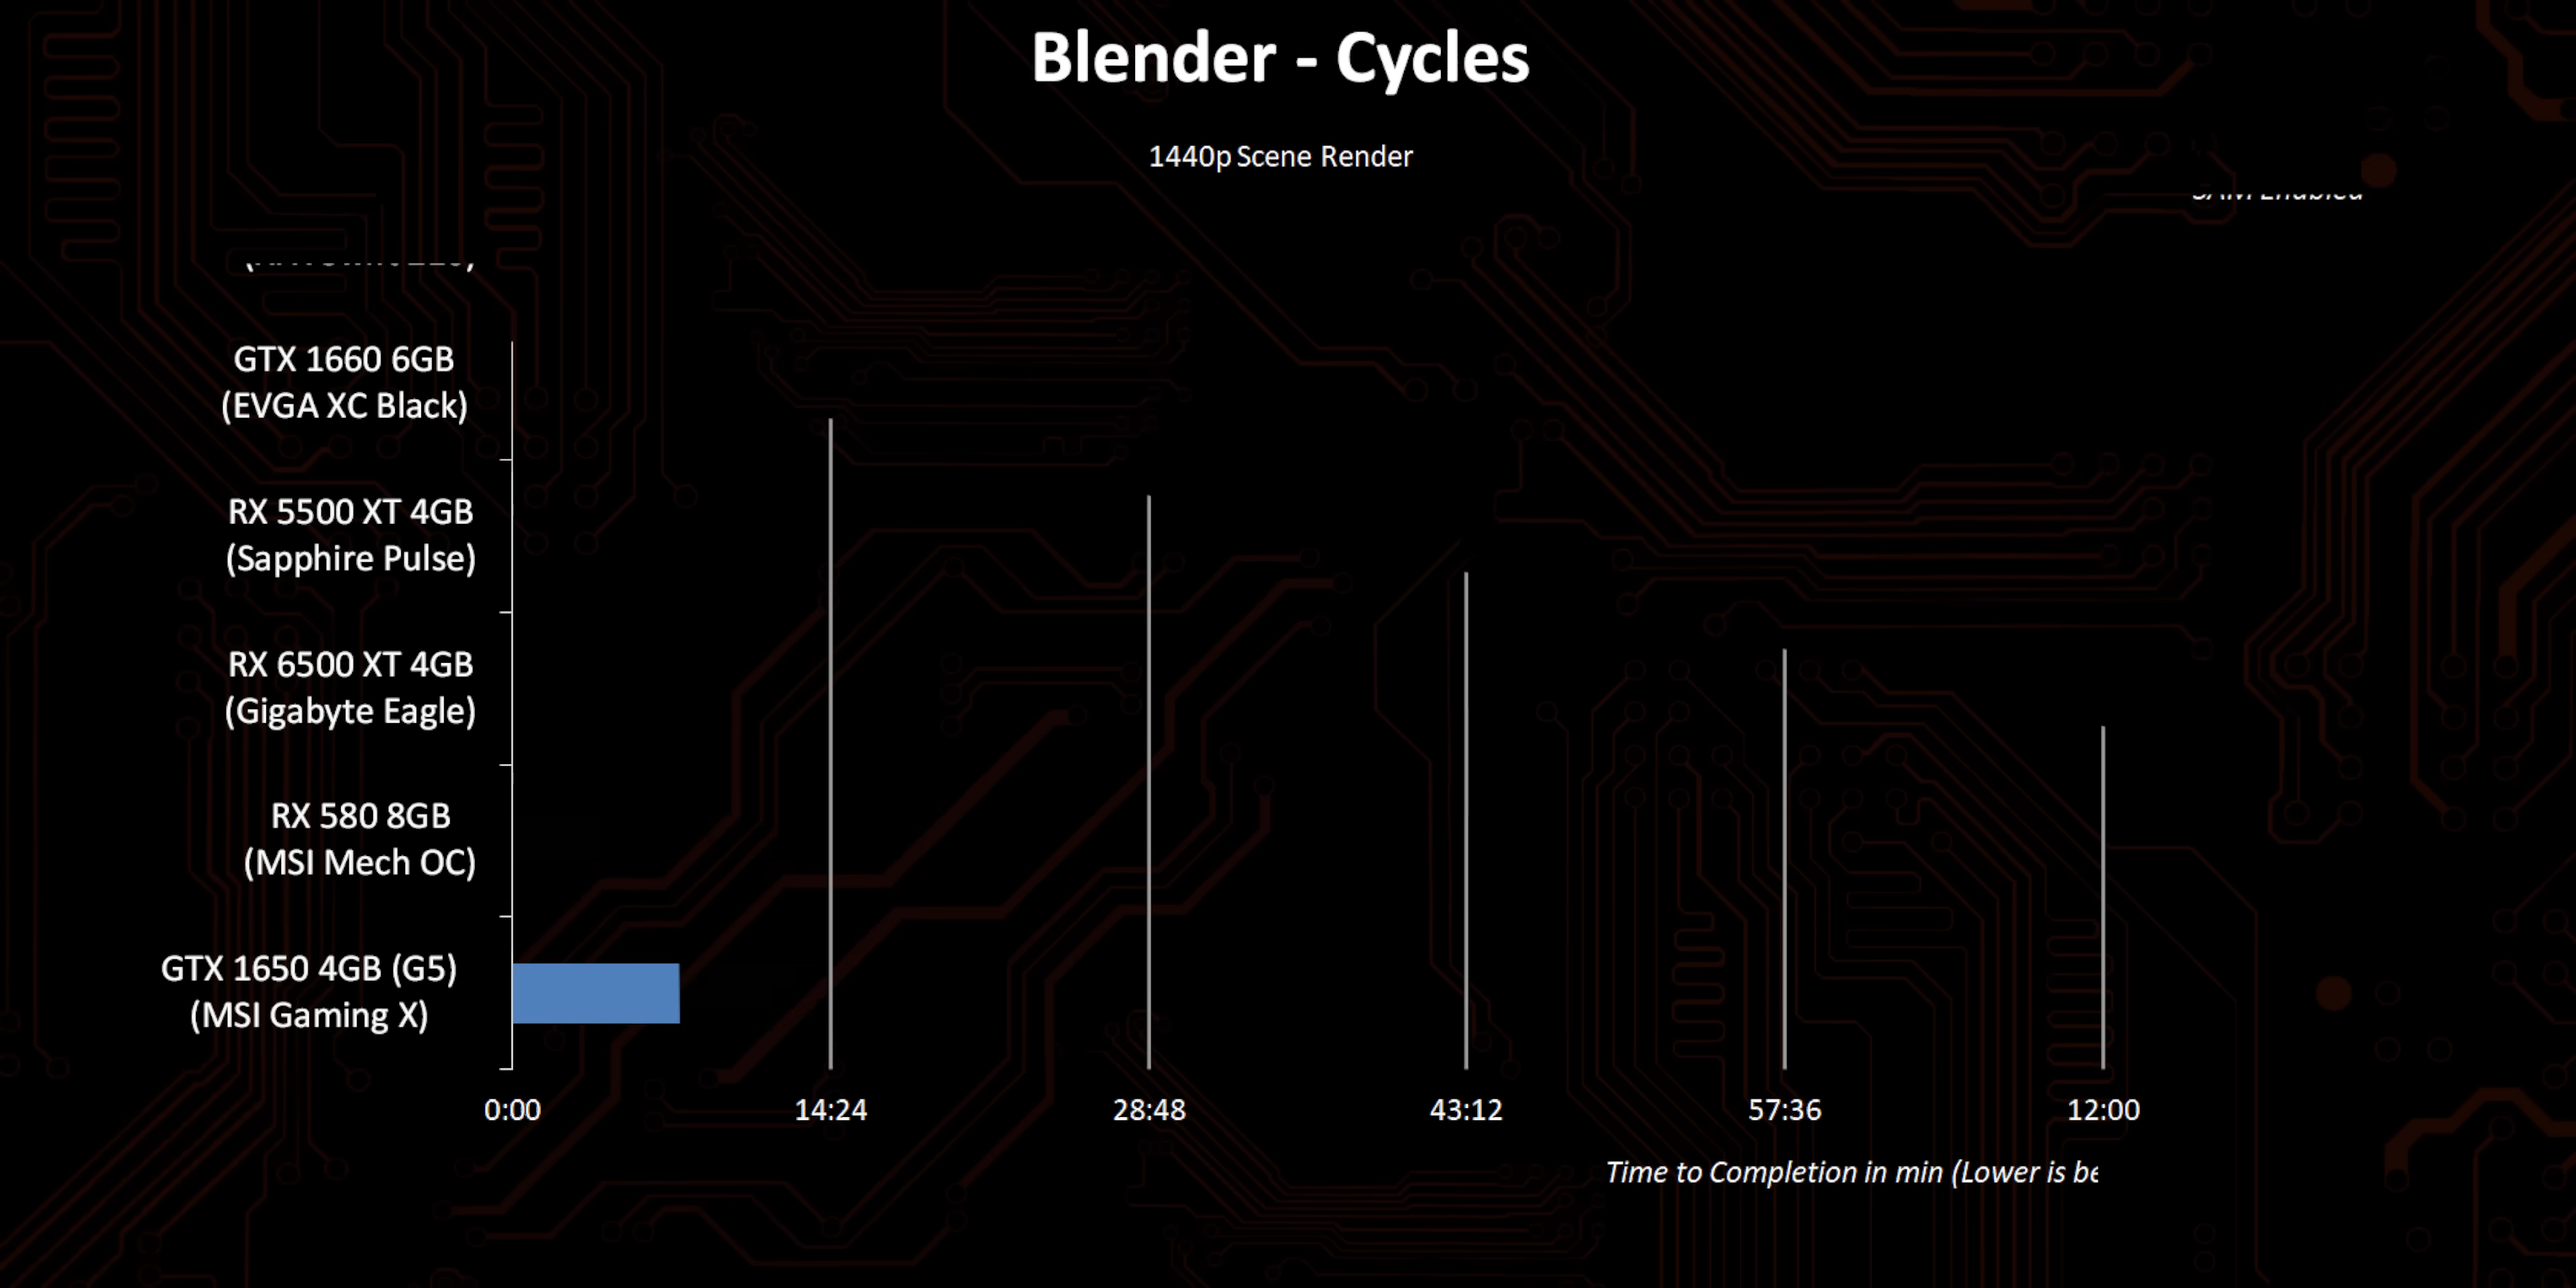 Blender - Cycles
1440p Scene Render
Enabled
GTX 1660 6GB
(EVGA XC Black)
RX 5500 XT 4GB
(Sapphire Pulse)
RX 6500 XT 4GB
(Gigabyte Eagle)
RX 580 8GB
(MSI Mech OC)
GTX 1650 4GB (G5)
(MSI Gaming X)
0:00 14:24 28:48 43:12 57:36 12:00
Time to Completion in min (Lower is be